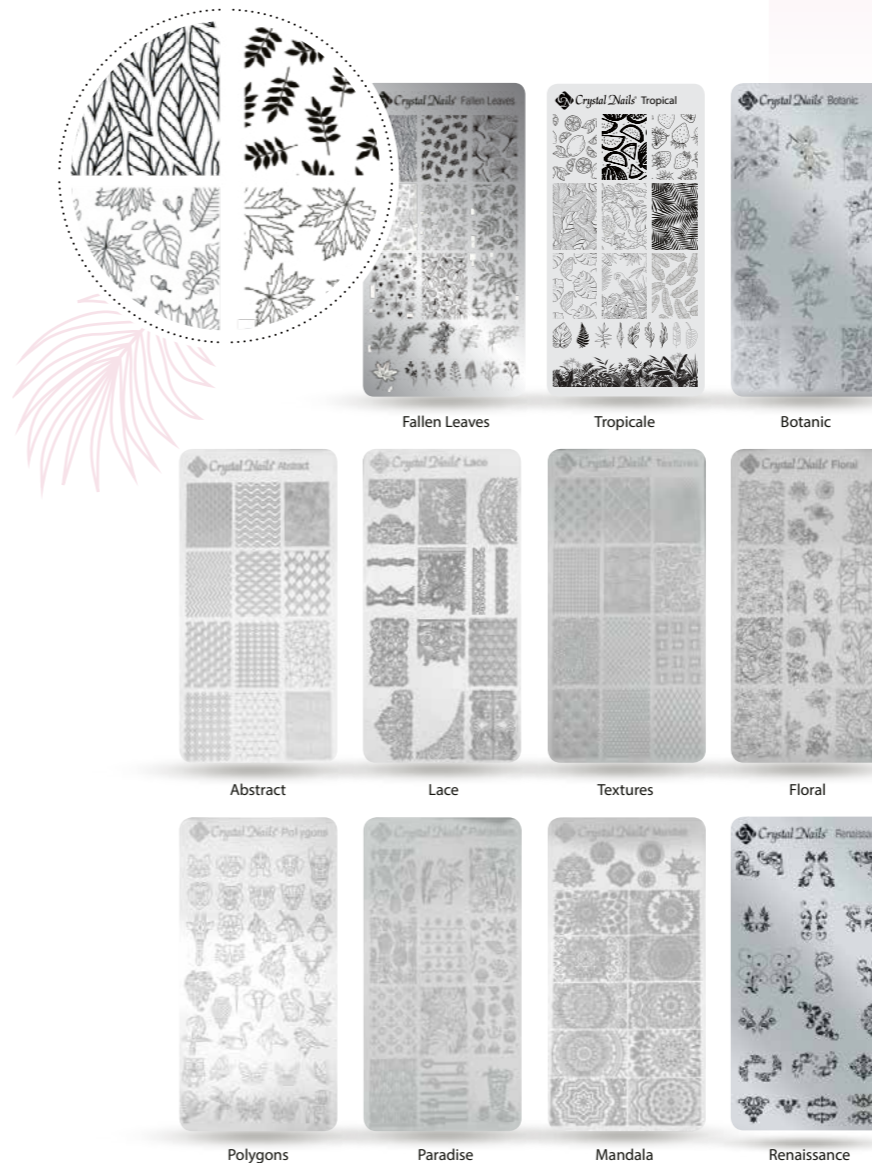 Crystal Nails® Fallen Leaves
Crystal Nails® Tropical
Crystal Nails® Botanic
Fallen Leaves
Tropicale
Botanic
Crystal Nails® Abstract
Crystal Nails® Lace
Crystal Nails® Textures
Crystal Nails® Floral
Abstract
Lace
Textures
Floral
Crystal Nails® Polygons
Crystal Nails® Paradise
Crystal Nails® Mandala
Crystal Nails®
Polygons
Paradise
Mandala
Renaissance